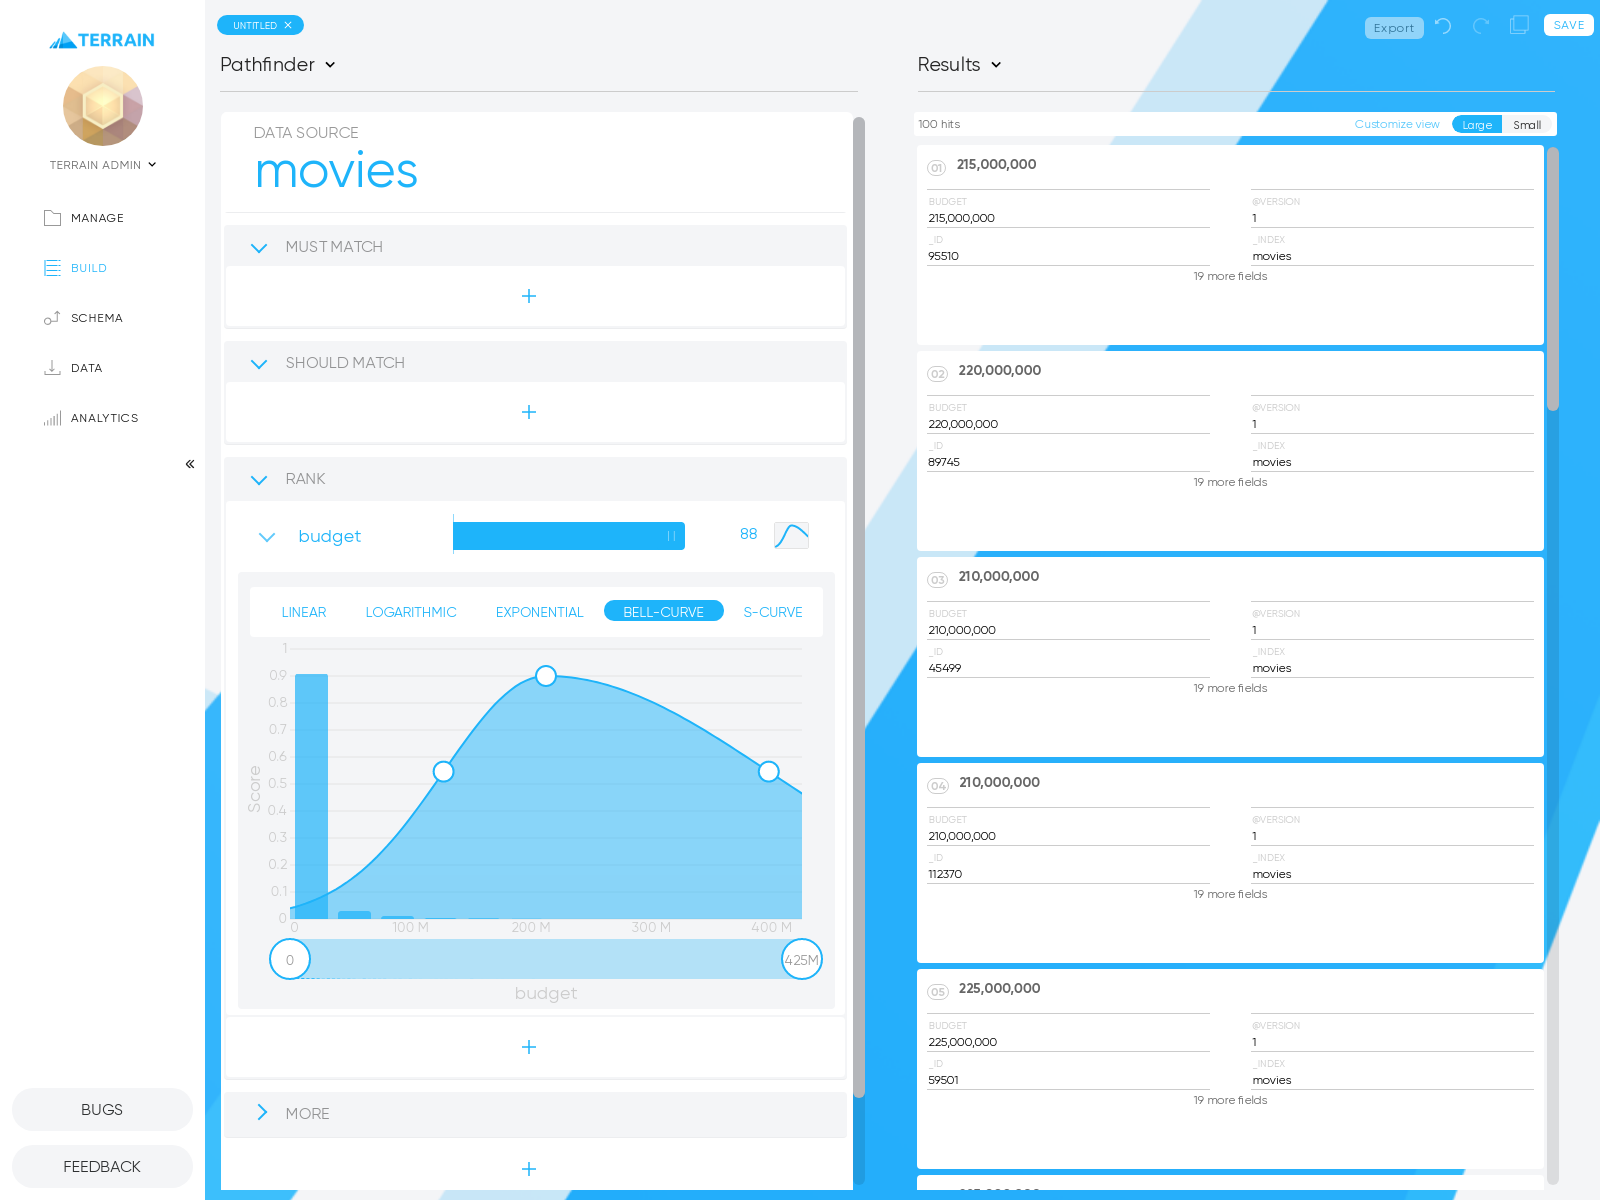 TERRAIN
TERRAIN ADMIN
MANAGE
BUILD
SCHEMA
DATA
ANALYTICS
BUGS
FEEDBACK
UNTITLED
Pathfinder
DATA SOURCE
movies
MUST MATCH
SHOULD MATCH
RANK
budget
88
LINEAR LOGARITHMIC EXPONENTIAL BELL-CURVE S-CURVE
1
0.9
0.8
0.7
0.6
0.5
0.4
0.3
0.2
0.1
0
Score
0 100 M 200 M 300 M 400 M
0 425M
budget
MORE
Export
SAVE
Results
100 hits Customize view Large Small
01 215,000,000
BUDGET @VERSION
215,000,000 1
_ID _INDEX
95510 movies
19 more fields
02 220,000,000
BUDGET @VERSION
220,000,000 1
_ID _INDEX
89745 movies
19 more fields
03 210,000,000
BUDGET @VERSION
210,000,000 1
_ID _INDEX
45499 movies
19 more fields
04 210,000,000
BUDGET @VERSION
210,000,000 1
_ID _INDEX
112370 movies
19 more fields
05 225,000,000
BUDGET @VERSION
225,000,000 1
_ID _INDEX
59501 movies
19 more fields